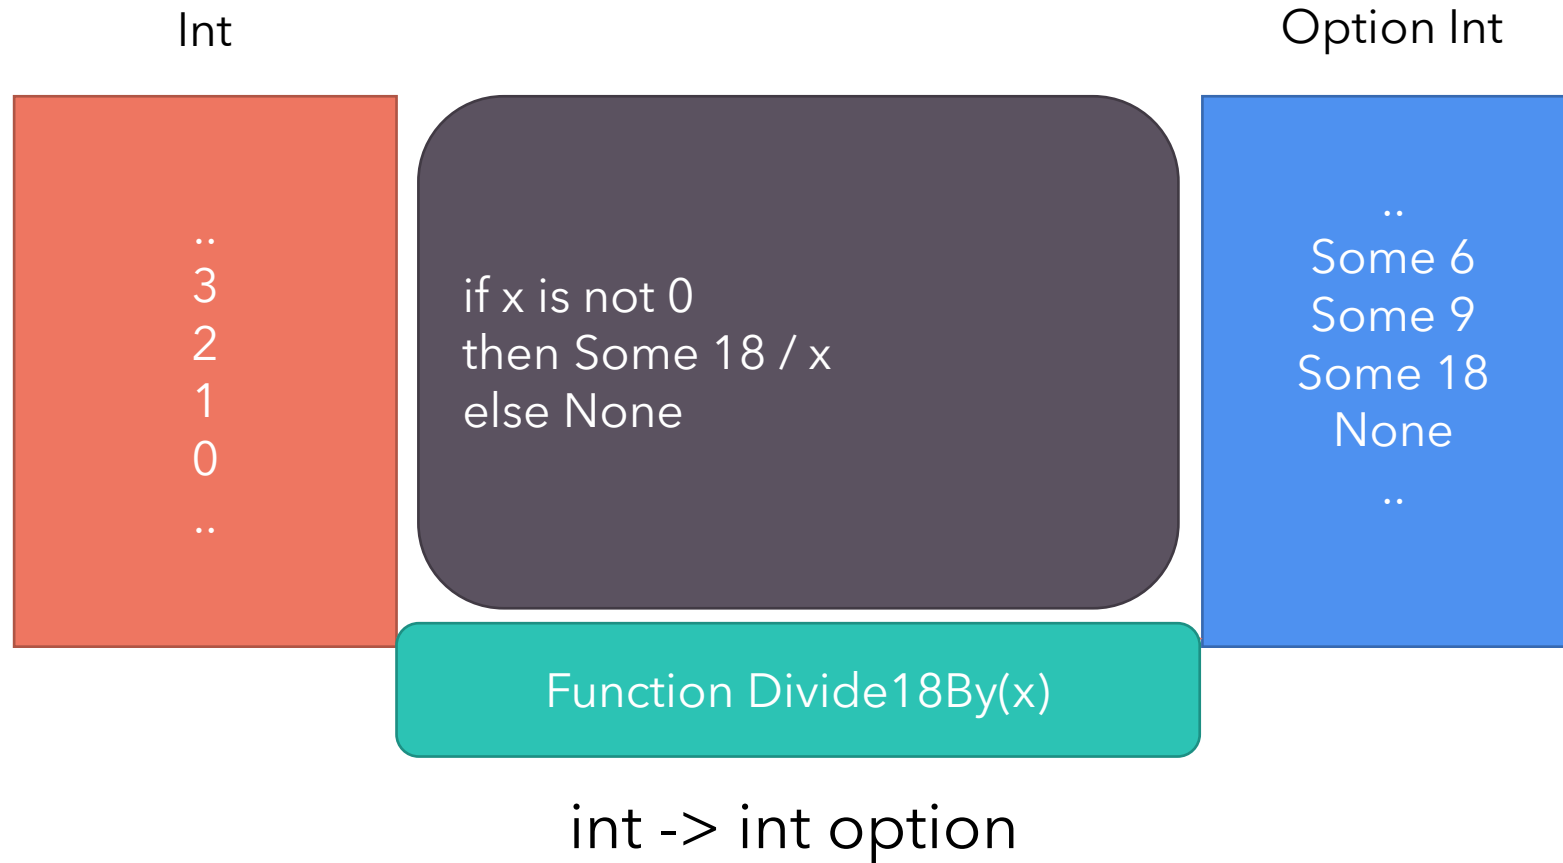 Int
Option Int
..
3
2
1
0
..
if x is not 0
then Some 18 / x
else None
..
Some 6
Some 9
Some 18
None
..
Function Divide18By(x)
int -> int option